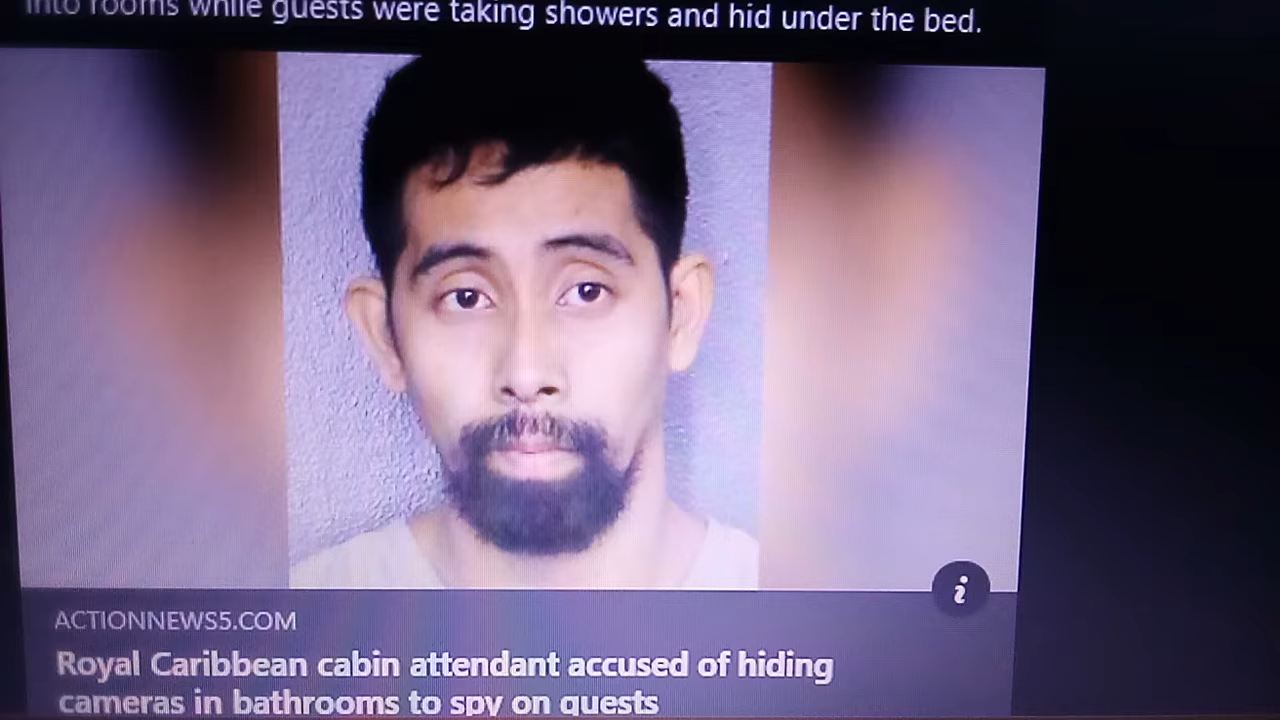 into rooms while guests were taking showers and hid under the bed.
i
ACTIONNEWS5.COM
Royal Caribbean cabin attendant accused of hiding
cameras in bathrooms to spy on guests